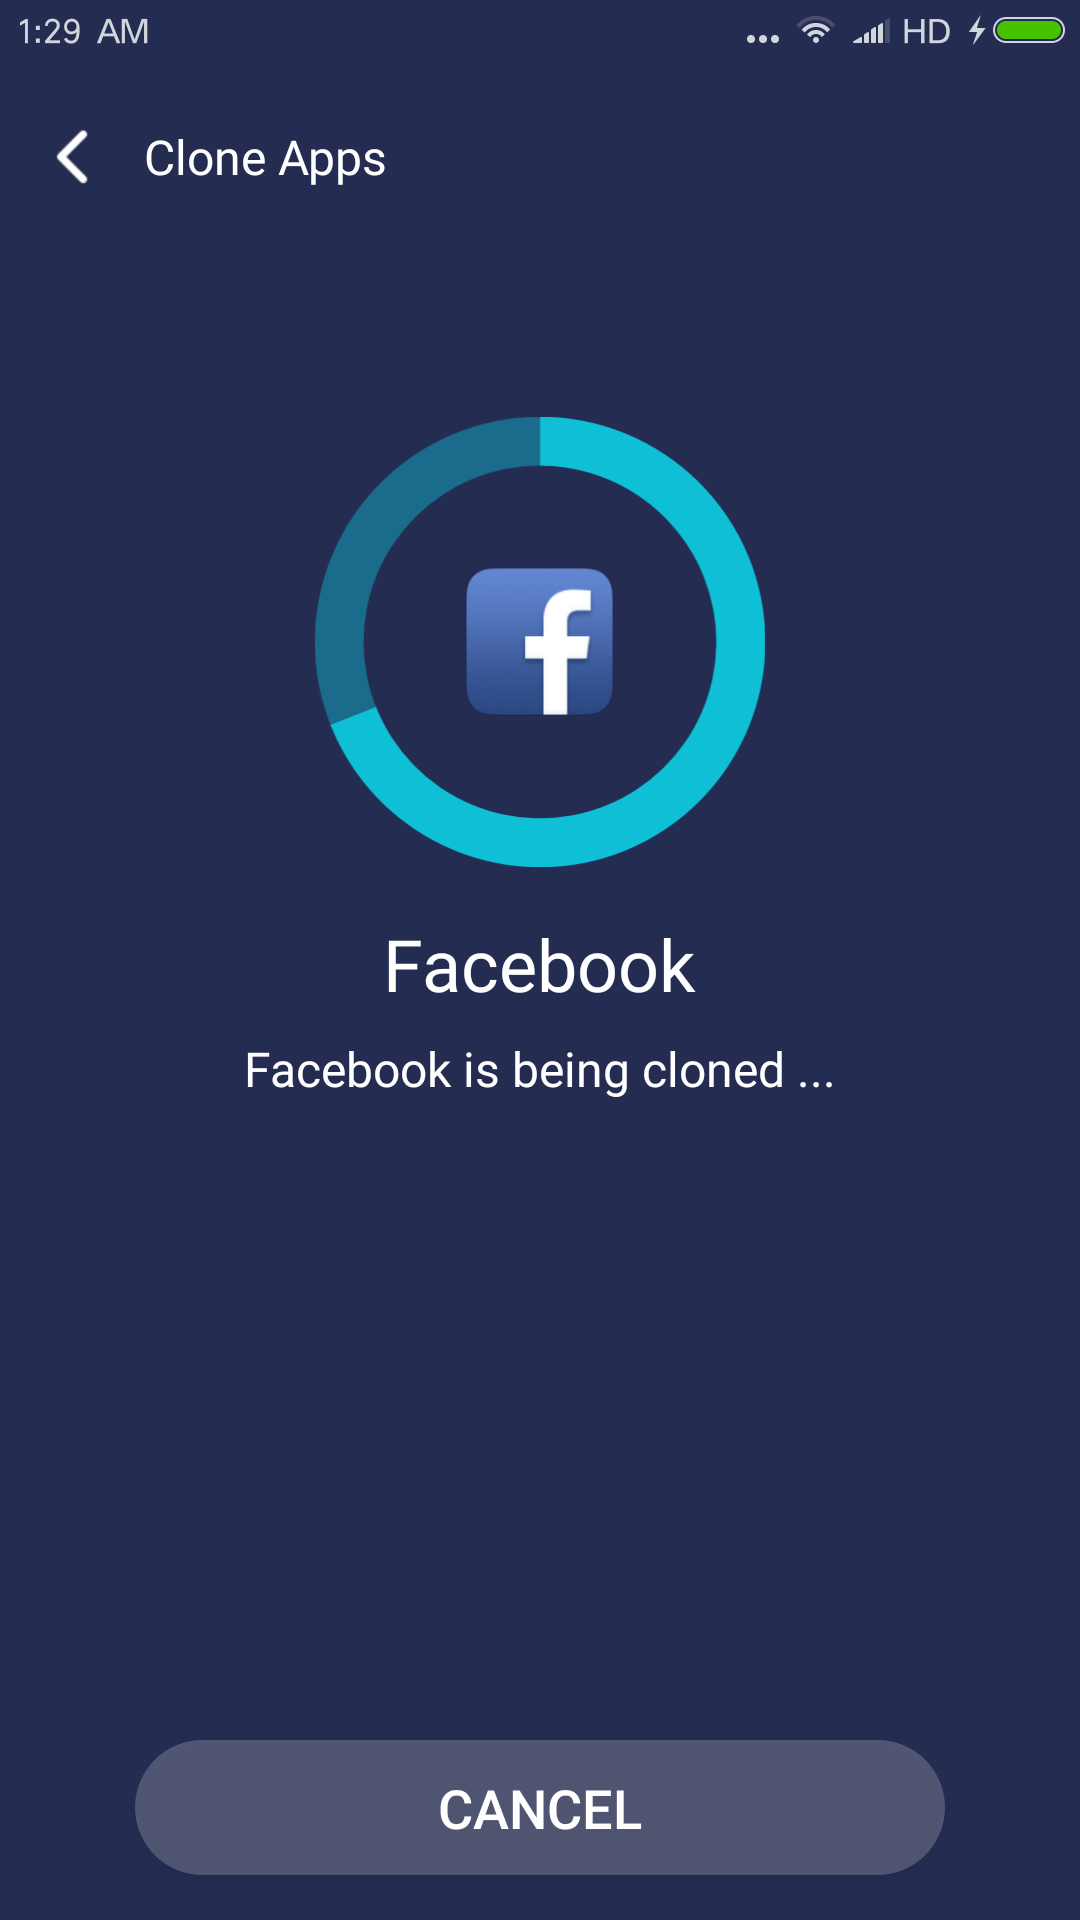 1:29 AM
... HD
Clone Apps
f
Facebook
Facebook is being cloned ...
CANCEL